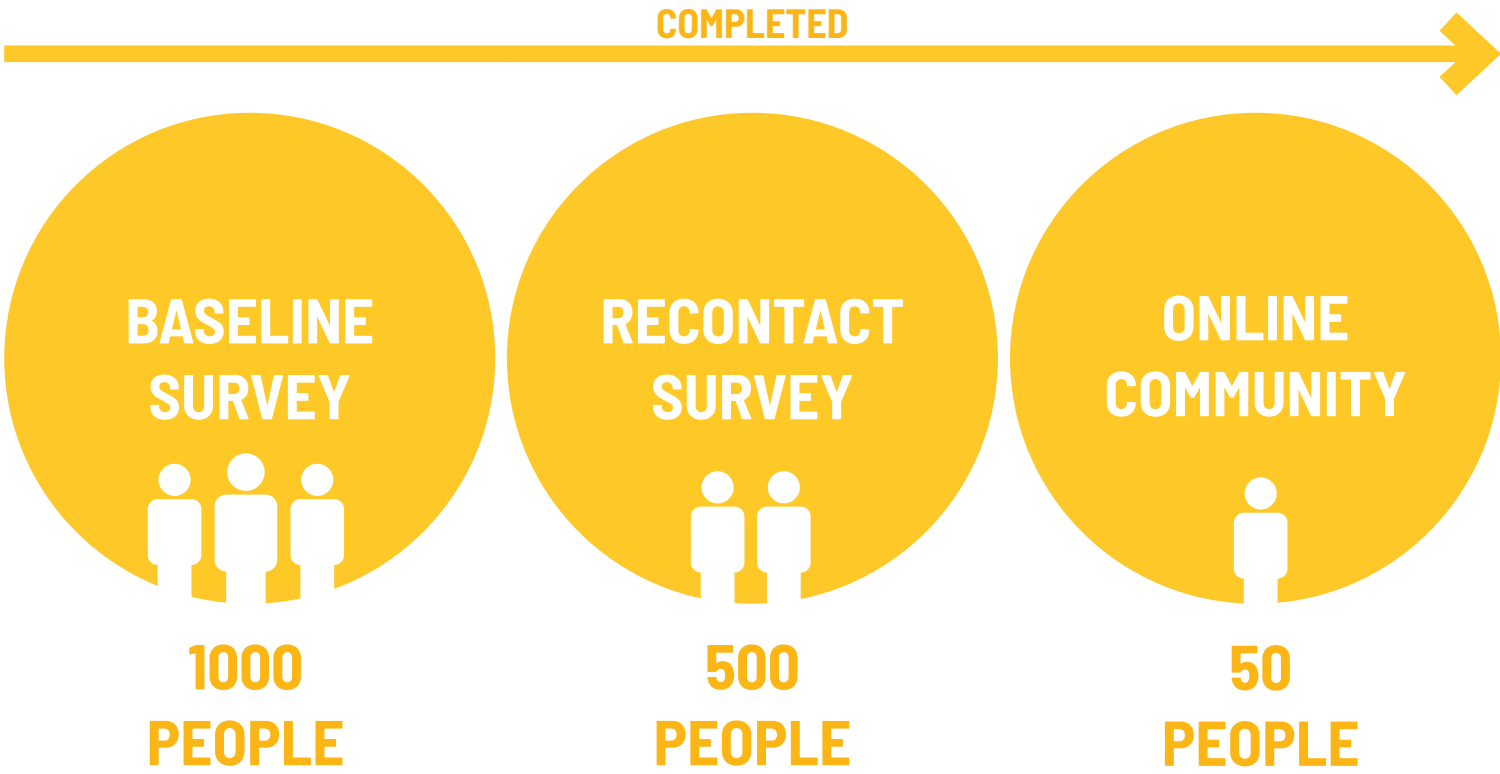 COMPLETED
BASELINE
SURVEY
1000
PEOPLE
RECONTACT
SURVEY
500
PEOPLE
ONLINE
COMMUNITY
50
PEOPLE